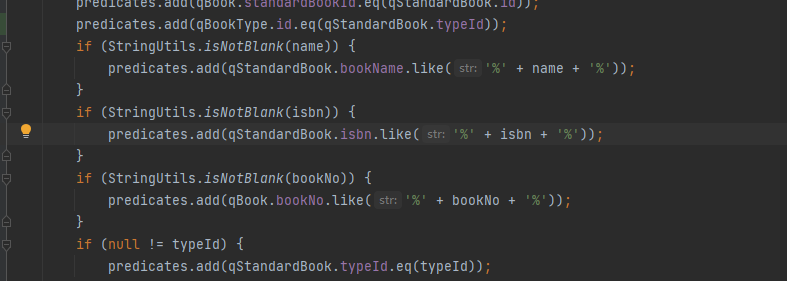 predicates.add(qBook.standardBookId.eq(qStandardBook.id));
predicates.add(qBookType.id.eq(qStandardBook.typeId));
if (StringUtils.isNotBlank(name)) {
predicates.add(qStandardBook.bookName.like( str: '%' + name + '%'));
}
if (StringUtils.isNotBlank(isbn)) {
predicates.add(qStandardBook.isbn.like( str: '%' + isbn + '%'));
}
if (StringUtils.isNotBlank(bookNo)) {
predicates.add(qBook.bookNo.like( str: '%' + bookNo + '%'));
}
if (null != typeId) {
predicates.add(qStandardBook.typeId.eq(typeId));